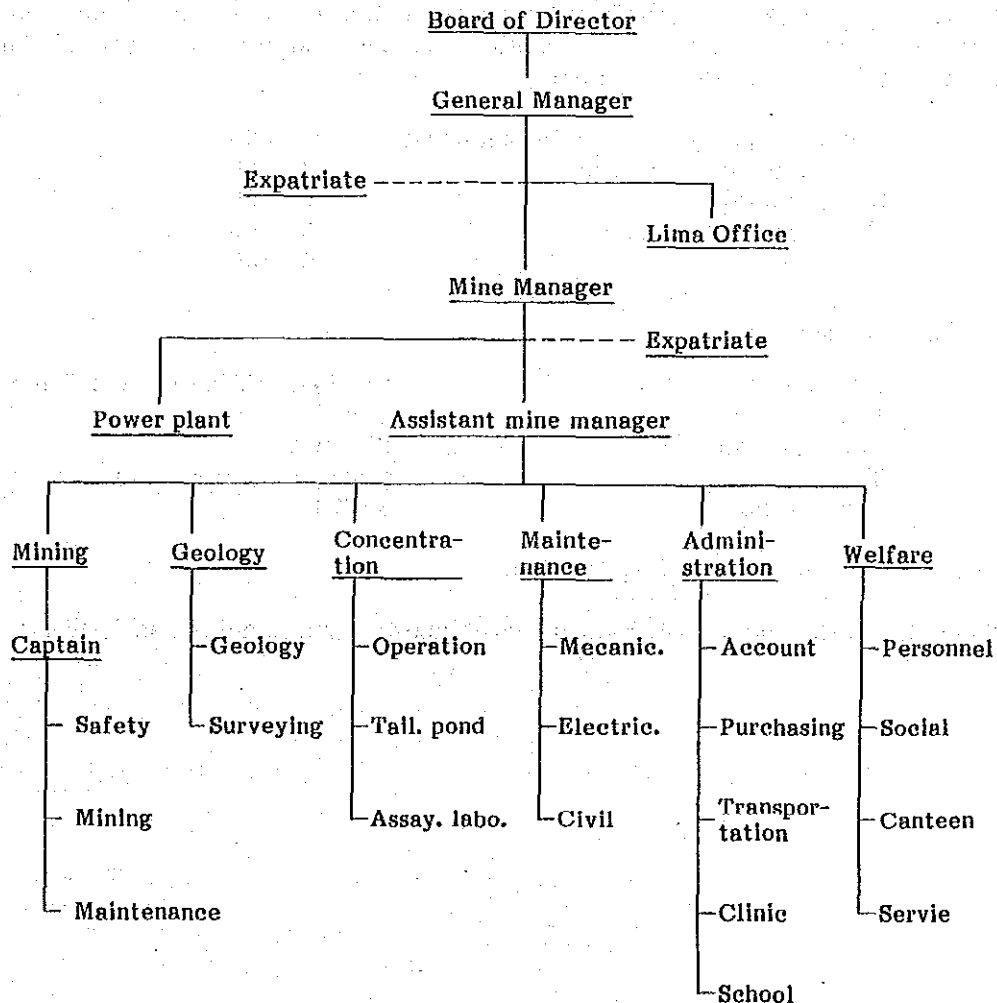 Board of Director
General Manager
Expatriate
Lima Office
Mine Manager
Expatriate
Power plant
Assistant mine manager
Mining
Geology
Concentra-
tion
Mainte-
nance
Admini-
stration
Welfare
Captain
Geology
Operation
Mecanic.
Account
Personnel
Safety
Surveying
Tail. pond
Electric.
Purchasing
Social
Mining
Assay. labo.
Civil
Transpor-
tation
Canteen
Maintenance
Clinic
Servie
School